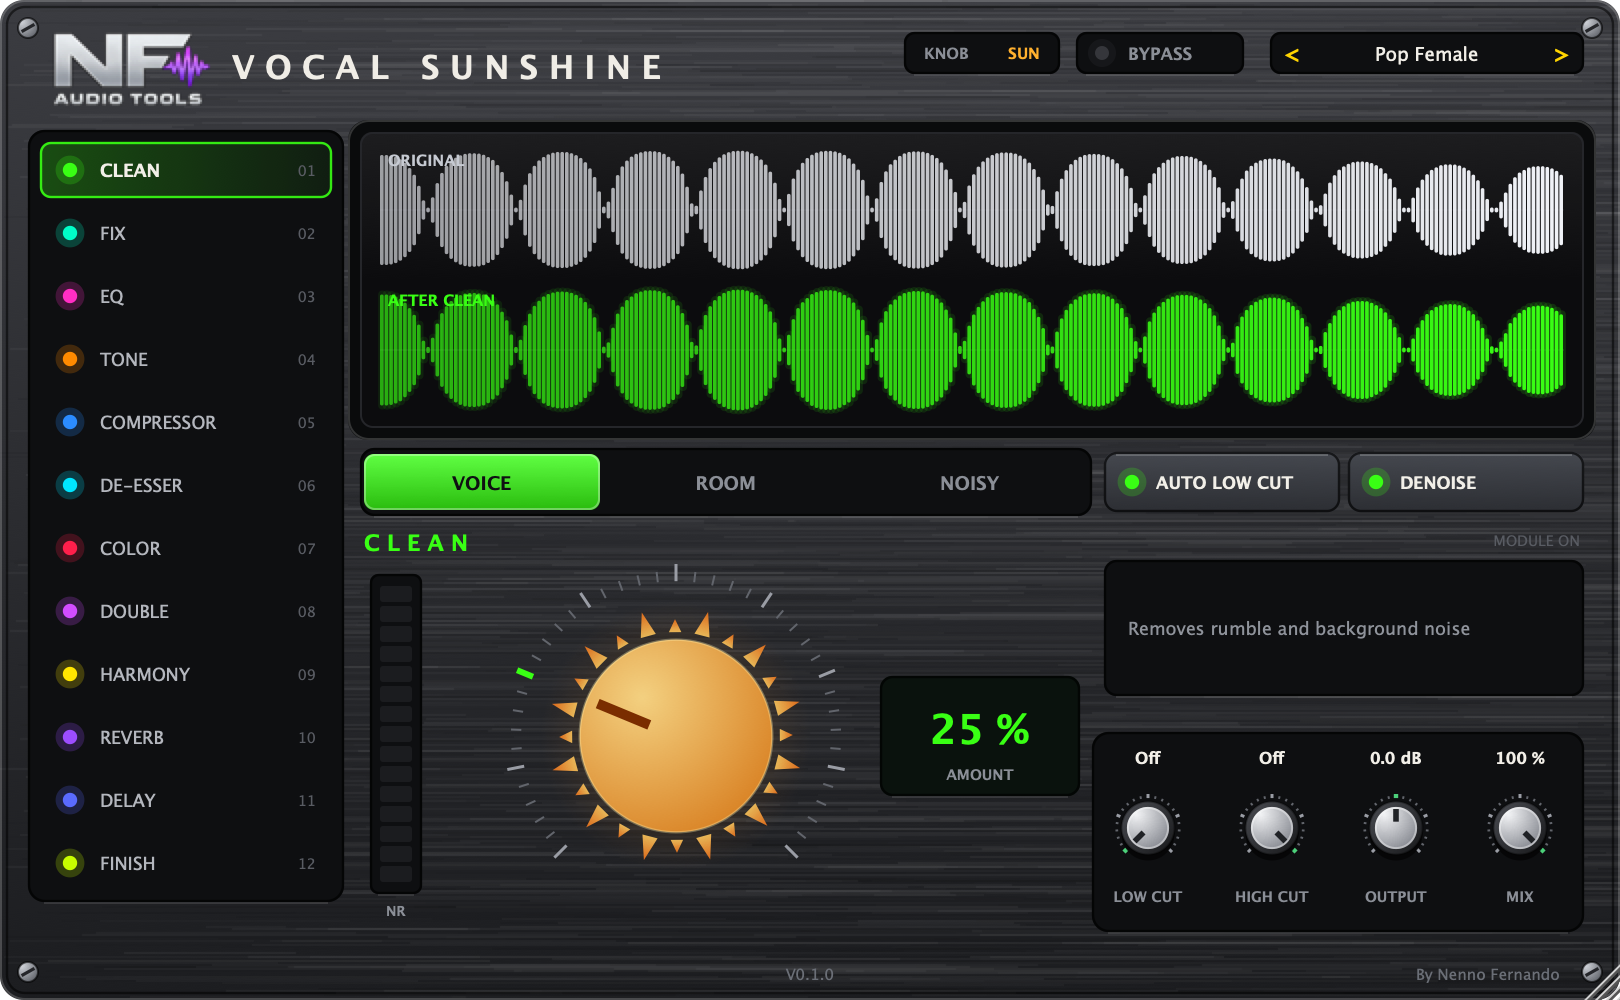 NF
AUDIO TOOLS
VOCAL SUNSHINE
KNOB SUN
BYPASS
< Pop Female >
CLEAN 01
FIX 02
EQ 03
TONE 04
COMPRESSOR 05
DE-ESSER 06
COLOR 07
DOUBLE 08
HARMONY 09
REVERB 10
DELAY 11
FINISH 12
ORIGINAL
AFTER CLEAN
VOICE ROOM NOISY
AUTO LOW CUT
DENOISE
CLEAN
MODULE ON
Removes rumble and background noise
25 %
AMOUNT
NR
Off Off 0.0 dB 100 %
LOW CUT HIGH CUT OUTPUT MIX
V0.1.0
By Nenno Fernando